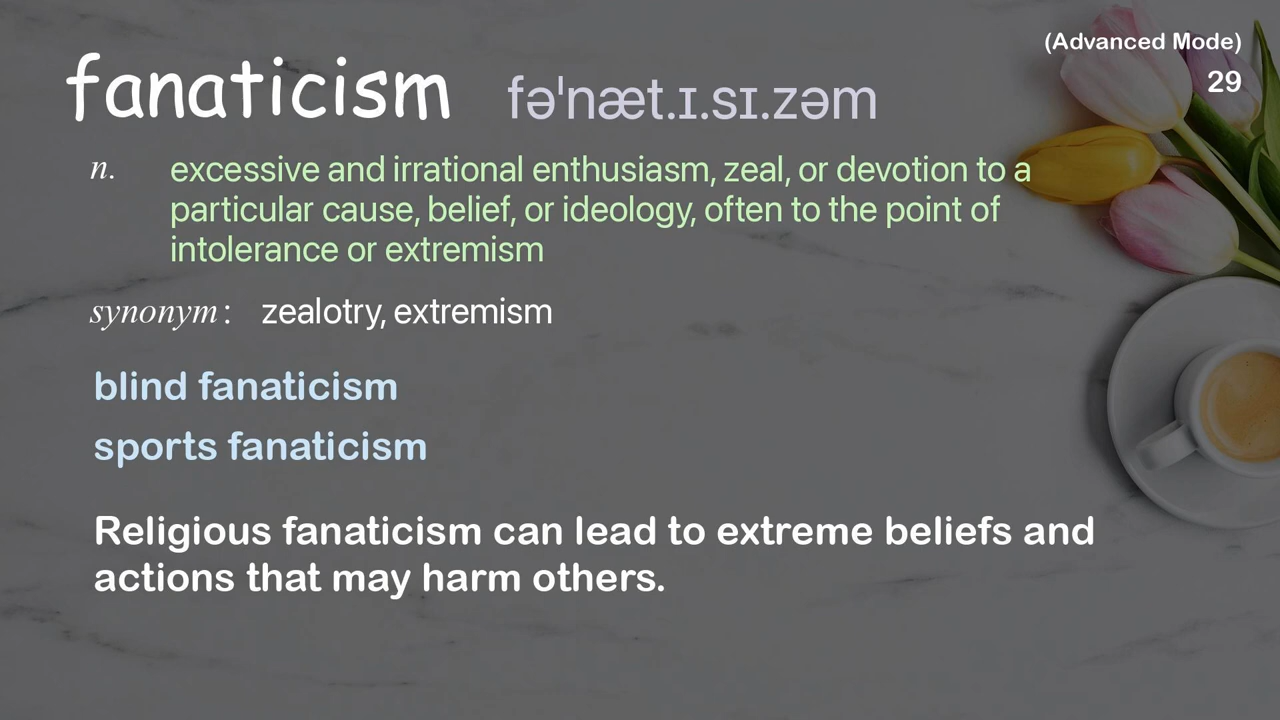 (Advanced Mode)
29
fanaticism fəˈnæt.ɪ.sɪ.zəm
n. excessive and irrational enthusiasm, zeal, or devotion to a
particular cause, belief, or ideology, often to the point of
intolerance or extremism
synonym: zealotry, extremism
blind fanaticism
sports fanaticism
Religious fanaticism can lead to extreme beliefs and
actions that may harm others.